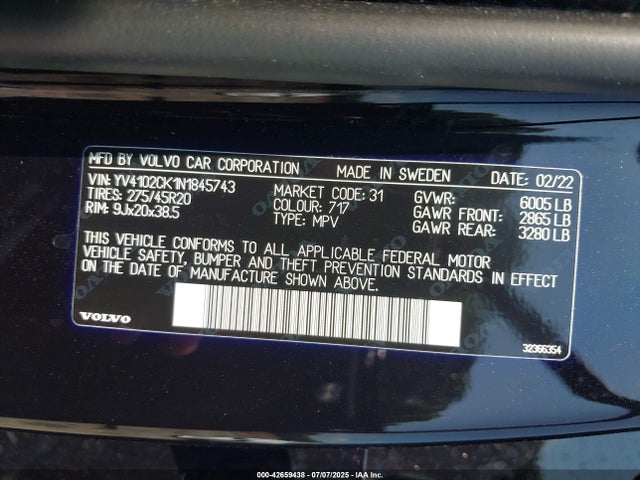 MFD BY VOLVO CAR CORPORATION MADE IN SWEDEN DATE: 02/22
VIN: YV4102CK1N1845743
TIRES: 275/45R20
RIM: 9Jx20x38.5
MARKET CODE: 31
COLOUR: 717
TYPE: MPV
GVWR: 6005 LB
GAWR FRONT: 2865 LB
GAWR REAR: 3280 LB
THIS VEHICLE CONFORMS TO ALL APPLICABLE FEDERAL MOTOR
VEHICLE SAFETY, BUMPER AND THEFT PREVENTION STANDARDS IN EFFECT
ON THE DATE OF MANUFACTURE SHOWN ABOVE.
VOLVO
32366354
000-42659438 - 07/07/2025 - IAA Inc.